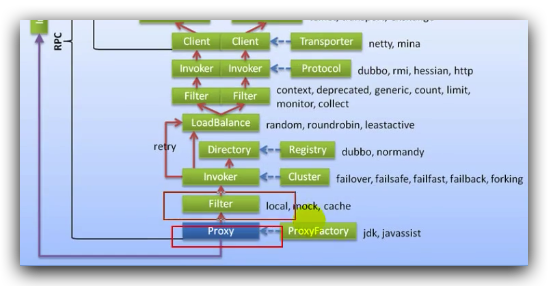 RPC
Client Client Transporter netty, mina
Invoker Invoker Protocol dubbo, rmi, hessian, http
Filter Filter context, deprecated, generic, count, limit,
monitor, collect
LoadBalance random, roundrobin, leastactive
retry
Directory Registry dubbo, normandy
Invoker Cluster failover, failsafe, failfast, failback, forking
Filter local, mock, cache
Proxy ProxyFactory jdk, javassist